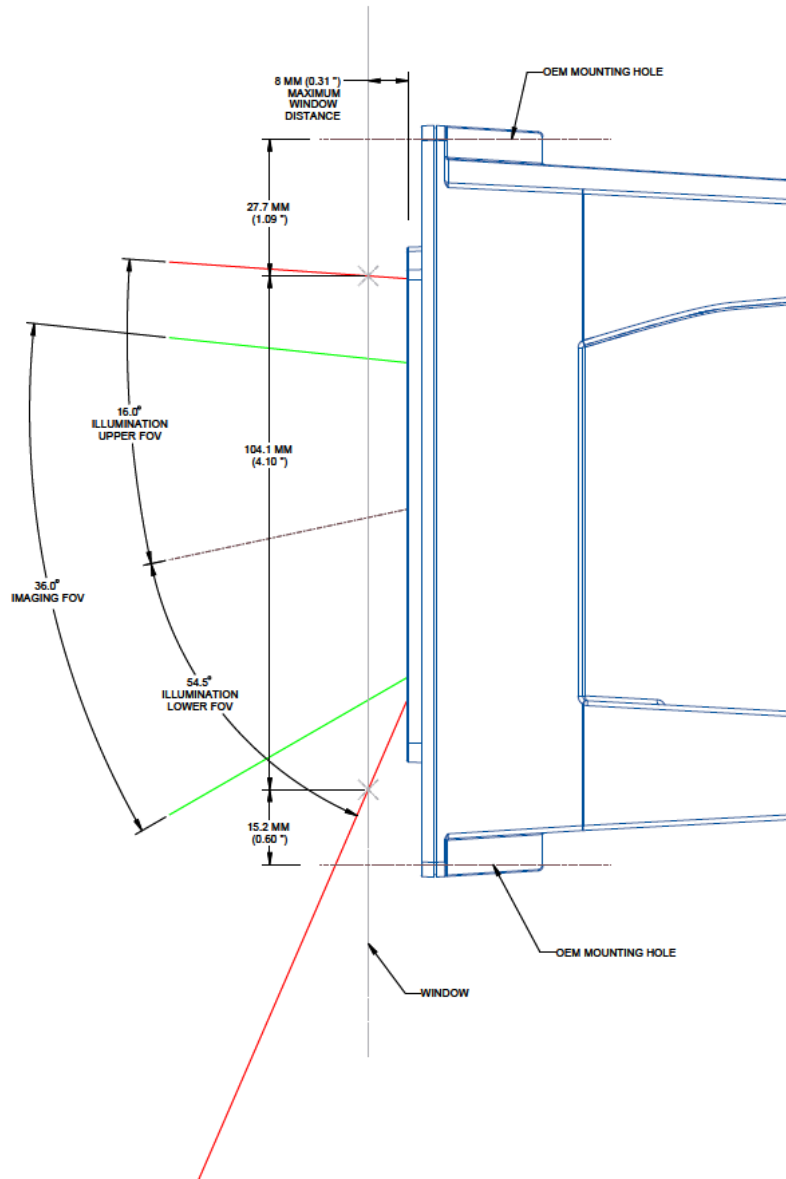 8 MM (0.31 ")
MAXIMUM
WINDOW
DISTANCE
OEM MOUNTING HOLE
27.7 MM
(1.09 ")
16.0°
ILLUMINATION
UPPER FOV
104.1 MM
(4.10 ")
36.0°
IMAGING FOV
54.5°
ILLUMINATION
LOWER FOV
15.2 MM
(0.60 ")
OEM MOUNTING HOLE
WINDOW